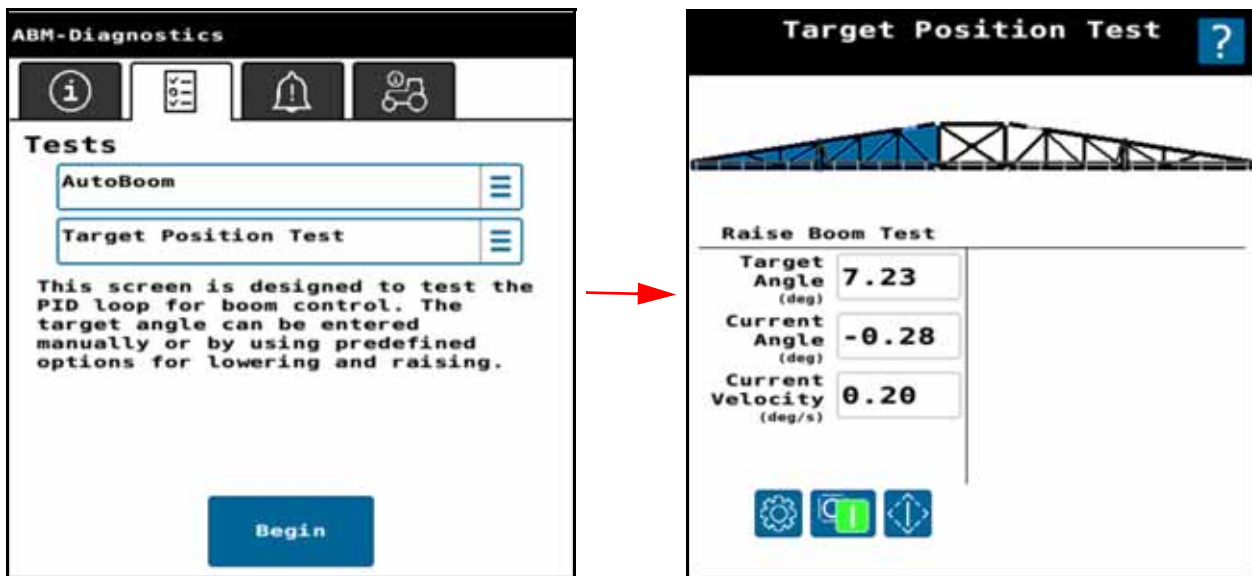 ABM-Diagnostics
Tests
AutoBoom
Target Position Test
This screen is designed to test the
PID loop for boom control. The
target angle can be entered
manually or by using predefined
options for lowering and raising.
Begin
Target Position Test
?
Raise Boom Test
Target
Angle
(deg)
7.23
Current
Angle
(deg)
-0.28
Current
Velocity
(deg/s)
0.20